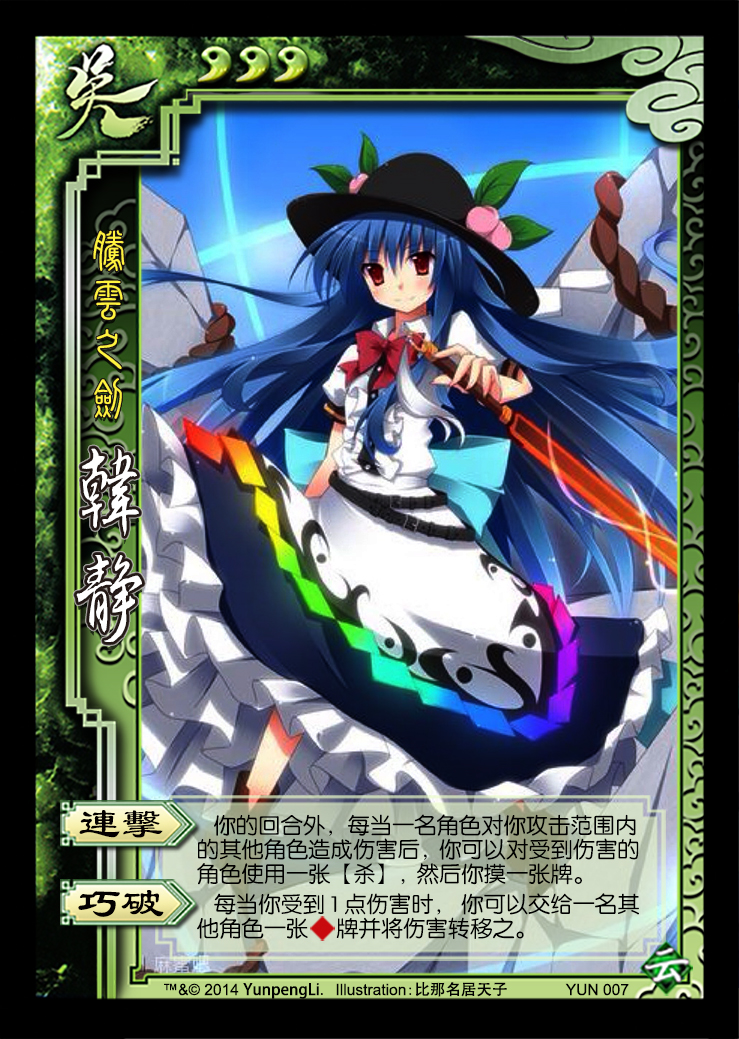 吴
騰雲之劍
韓静
連擊
你的回合外，每当一名角色对你攻击范围内
的其他角色造成伤害后，你可以对受到伤害的
角色使用一张【杀】，然后你摸一张牌。
巧破
每当你受到1点伤害时，你可以交给一名其
他角色一张♦牌并将伤害转移之。
麻雀吧
云
™&© 2014 YunpengLi. Illustration：比那名居天子 YUN 007